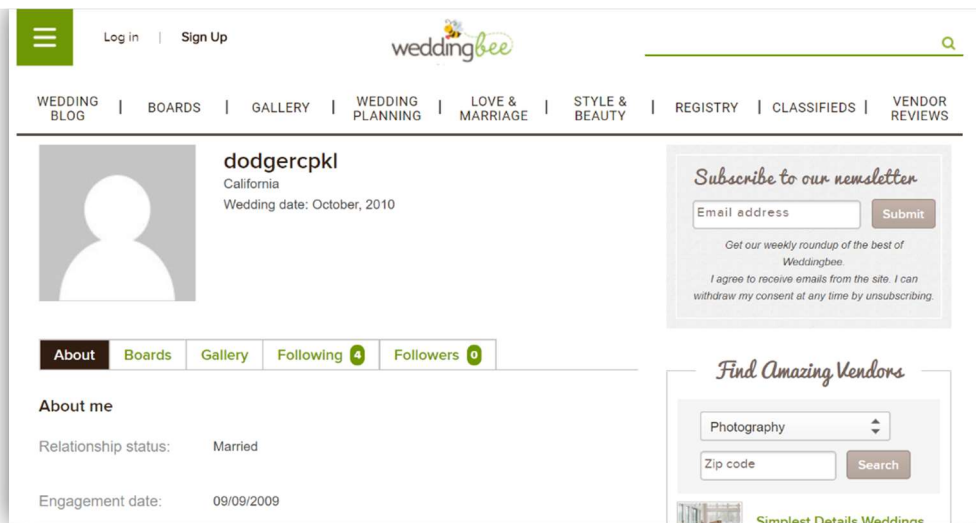 Log in | Sign Up
weddingbee
WEDDING BLOG | BOARDS | GALLERY | WEDDING PLANNING | LOVE & MARRIAGE | STYLE & BEAUTY | REGISTRY | CLASSIFIEDS | VENDOR REVIEWS
dodgercpkl
California
Wedding date: October, 2010
Subscribe to our newsletter
Email address
Submit
Get our weekly roundup of the best of
Weddingbee.
I agree to receive emails from the site. I can
withdraw my consent at any time by unsubscribing.
About Boards Gallery Following 4 Followers 0
About me
Relationship status: Married
Engagement date: 09/09/2009
Find Amazing Vendors
Photography
Zip code
Search
Simplest Details Weddings